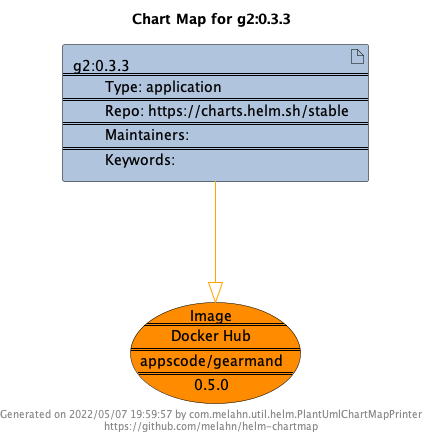 Chart Map for g2:0.3.3
g2:0.3.3
Type: application
Repo: https://charts.helm.sh/stable
Maintainers:
Keywords:
Image
Docker Hub
appscode/gearmand
0.5.0
Generated on 2022/05/07 19:59:57 by com.melahn.util.helm.PlantUmlChartMapPrinter
https://github.com/melahn/helm-chartmap